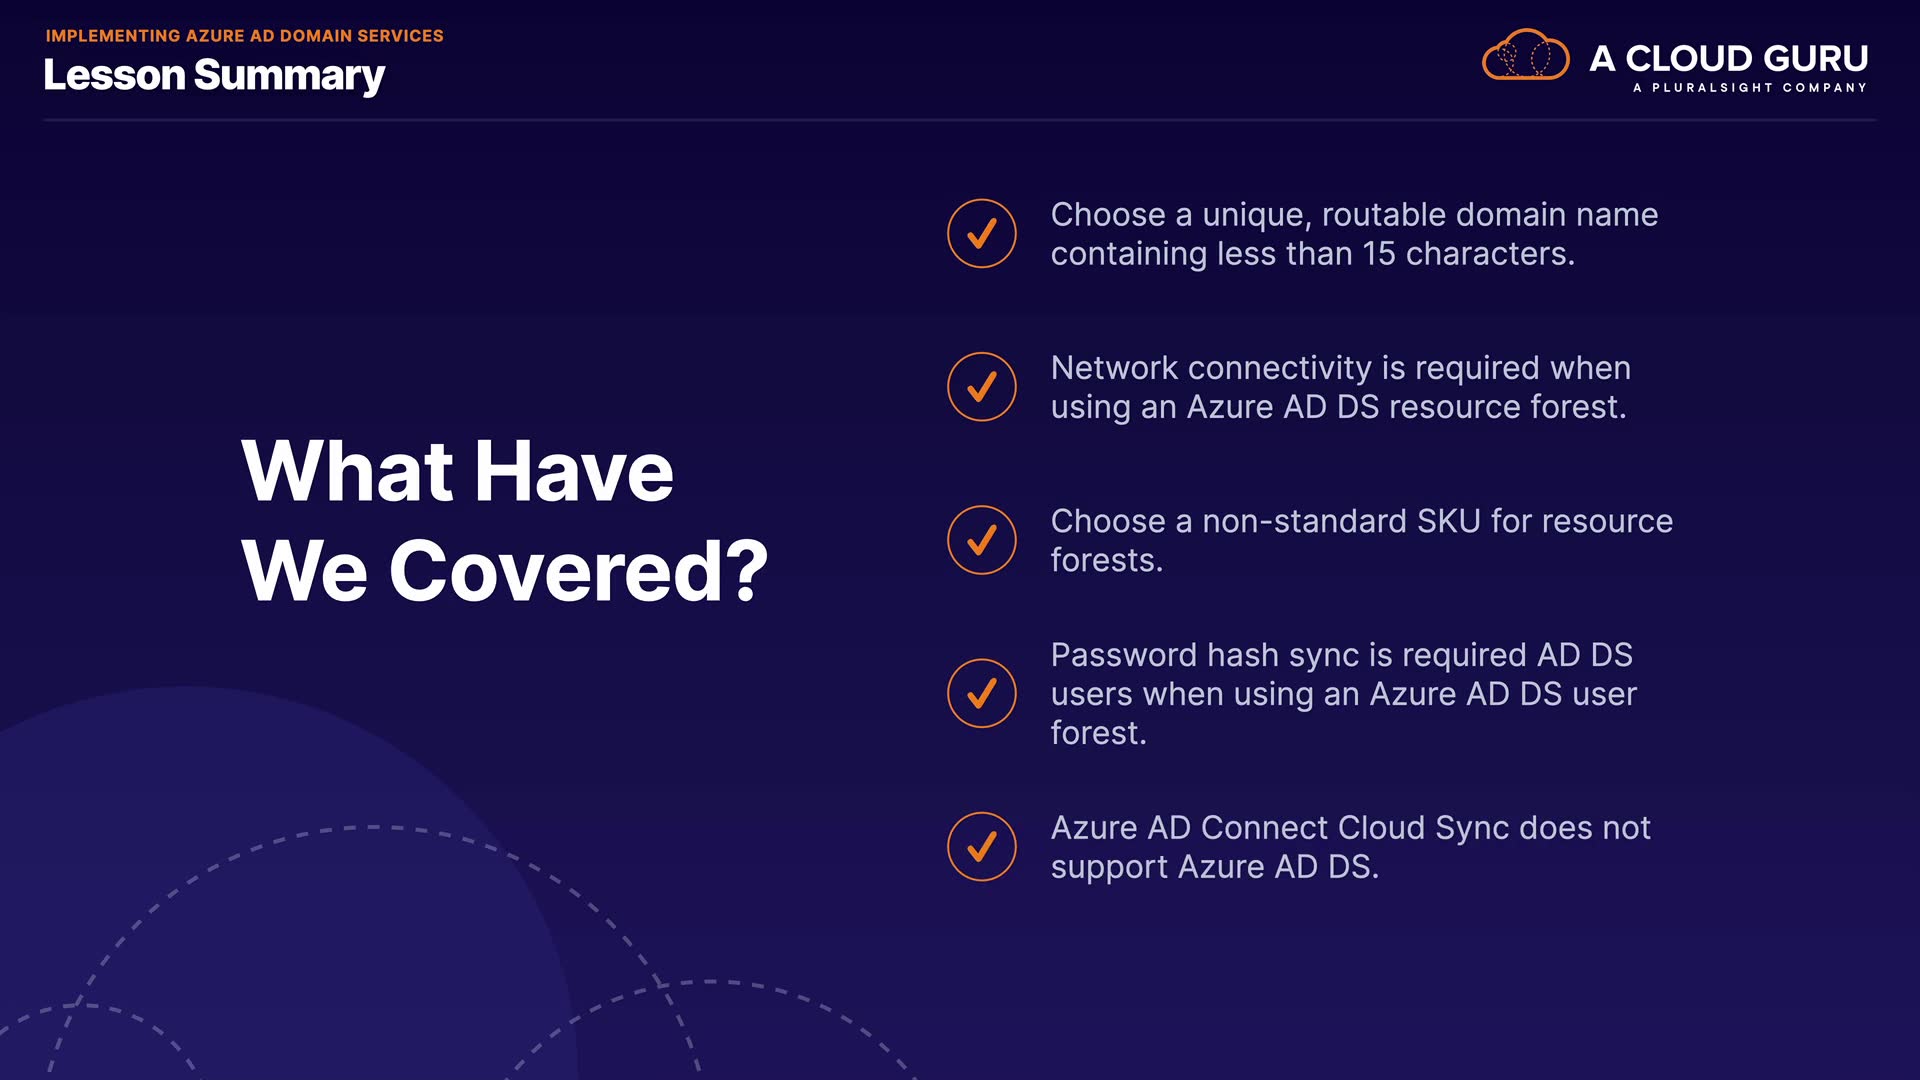 IMPLEMENTING AZURE AD DOMAIN SERVICES
Lesson Summary
A CLOUD GURU
A PLURALSIGHT COMPANY
What Have
We Covered?
Choose a unique, routable domain name
containing less than 15 characters.
Network connectivity is required when
using an Azure AD DS resource forest.
Choose a non-standard SKU for resource
forests.
Password hash sync is required AD DS
users when using an Azure AD DS user
forest.
Azure AD Connect Cloud Sync does not
support Azure AD DS.